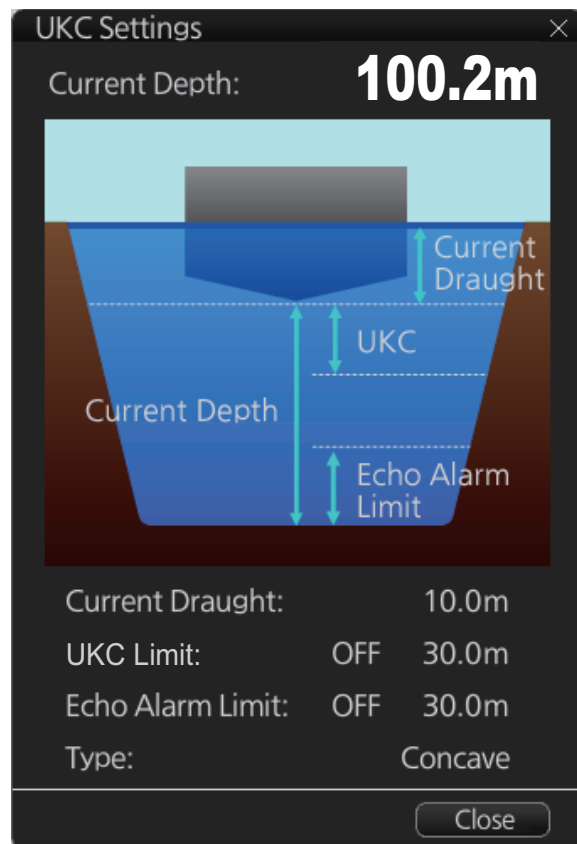 UKC Settings
Current Depth: 100.2m
Current
Draught
UKC
Current Depth
Echo Alarm
Limit
Current Draught: 10.0m
UKC Limit: OFF 30.0m
Echo Alarm Limit: OFF 30.0m
Type: Concave
Close